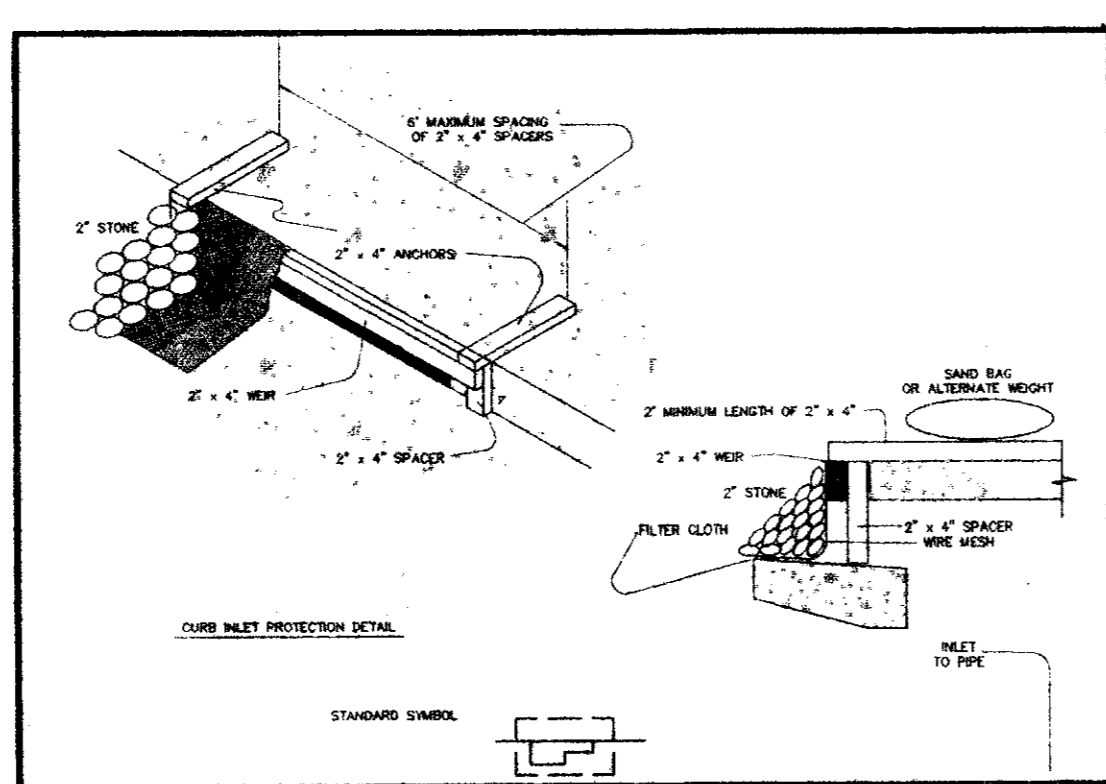 6' MAXIMUM SPACING
OF 2" x 4" SPACERS
2" STONE
2" x 4" ANCHORS
2" x 4" WEIR
2" x 4" SPACER
SAND BAG
OR ALTERNATE WEIGHT
2' MINIMUM LENGTH OF 2" x 4"
2" x 4" WEIR
2" STONE
FILTER CLOTH
2" x 4" SPACER
WIRE MESH
CURB INLET PROTECTION DETAIL
INLET
TO PIPE
STANDARD SYMBOL